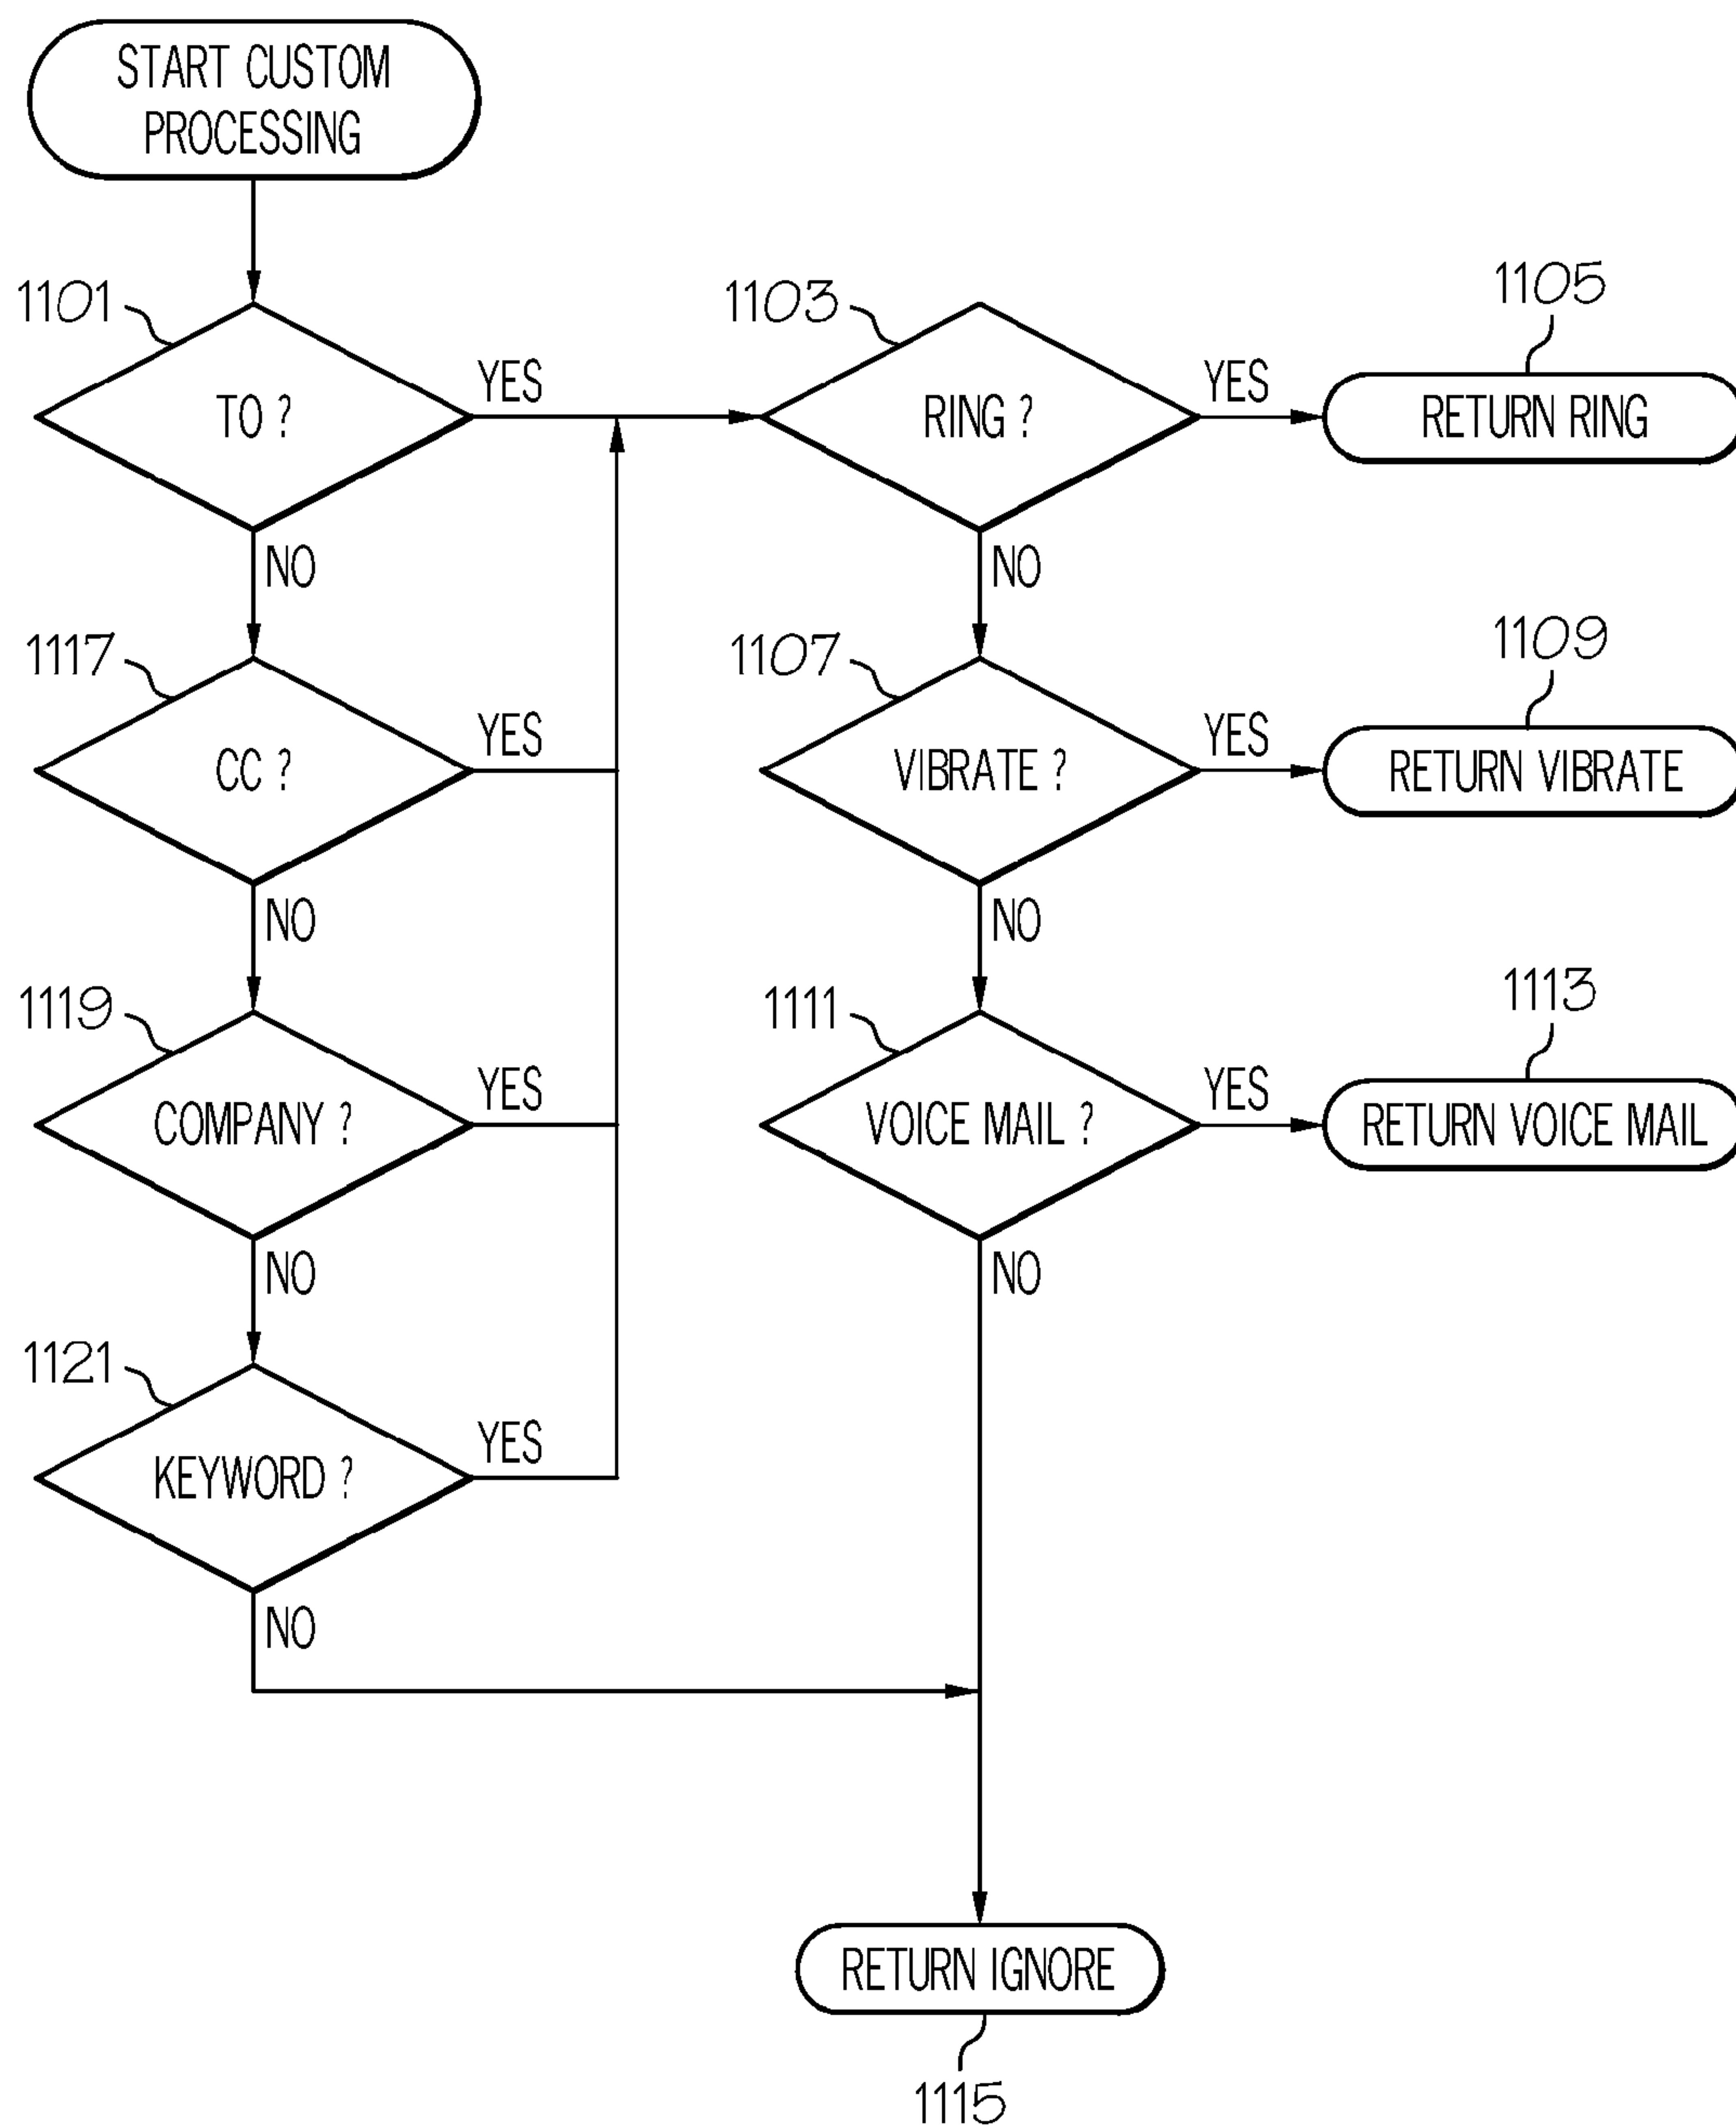 START CUSTOM
PROCESSING
1101
TO ?
YES
NO
1103
RING ?
YES
NO
1105
RETURN RING
1117
CC ?
YES
NO
1107
VIBRATE ?
YES
NO
1109
RETURN VIBRATE
1119
COMPANY ?
YES
NO
1111
VOICE MAIL ?
YES
NO
1113
RETURN VOICE MAIL
1121
KEYWORD ?
YES
NO
RETURN IGNORE
1115